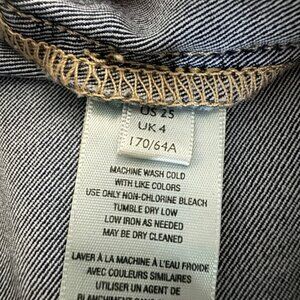 US 25
UK 4
170/64A
MACHINE WASH COLD
WITH LIKE COLORS
USE ONLY NON-CHLORINE BLEACH
TUMBLE DRY LOW
LOW IRON AS NEEDED
MAY BE DRY CLEANED
LAVER À LA MACHINE À L'EAU FROIDE
AVEC COULEURS SIMILAIRES
UTILISER UN AGENT DE
BLANCHIMENT SANS